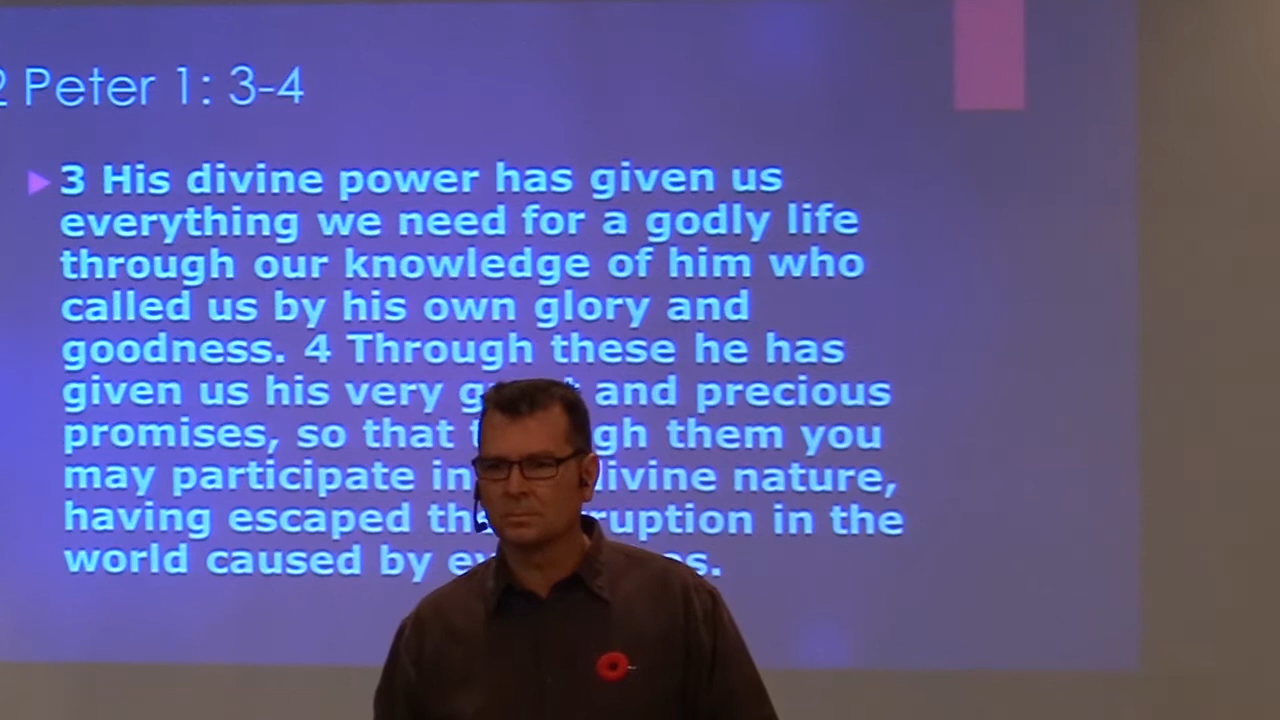 2 Peter 1: 3-4
3 His divine power has given us
everything we need for a godly life
through our knowledge of him who
called us by his own glory and
goodness. 4 Through these he has
given us his very and precious
promises, so that them you
may participate in nature,
having escaped in the
world caused by